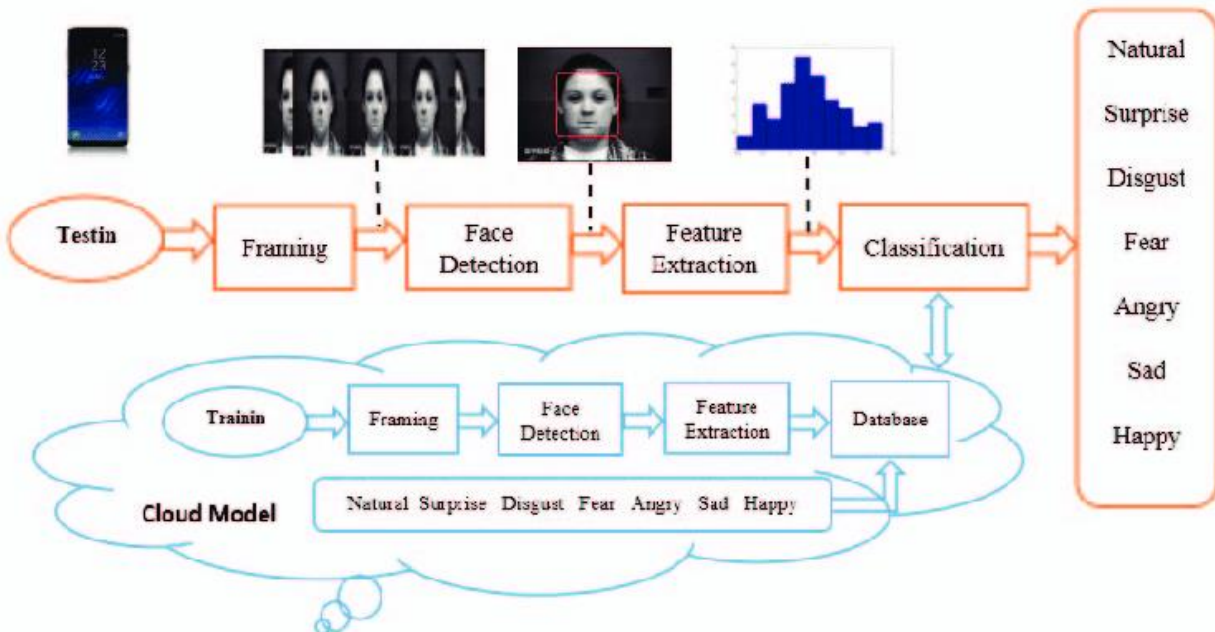 12
Natural
Surprise
Disgust
Fear
Angry
Sad
Happy
Testin
Framing
Face
Detection
Feature
Extraction
Classification
Trainin
Framing
Face
Detection
Feature
Extraction
Database
Natural Surprise Disgust Fear Angry Sad Happy
Cloud Model